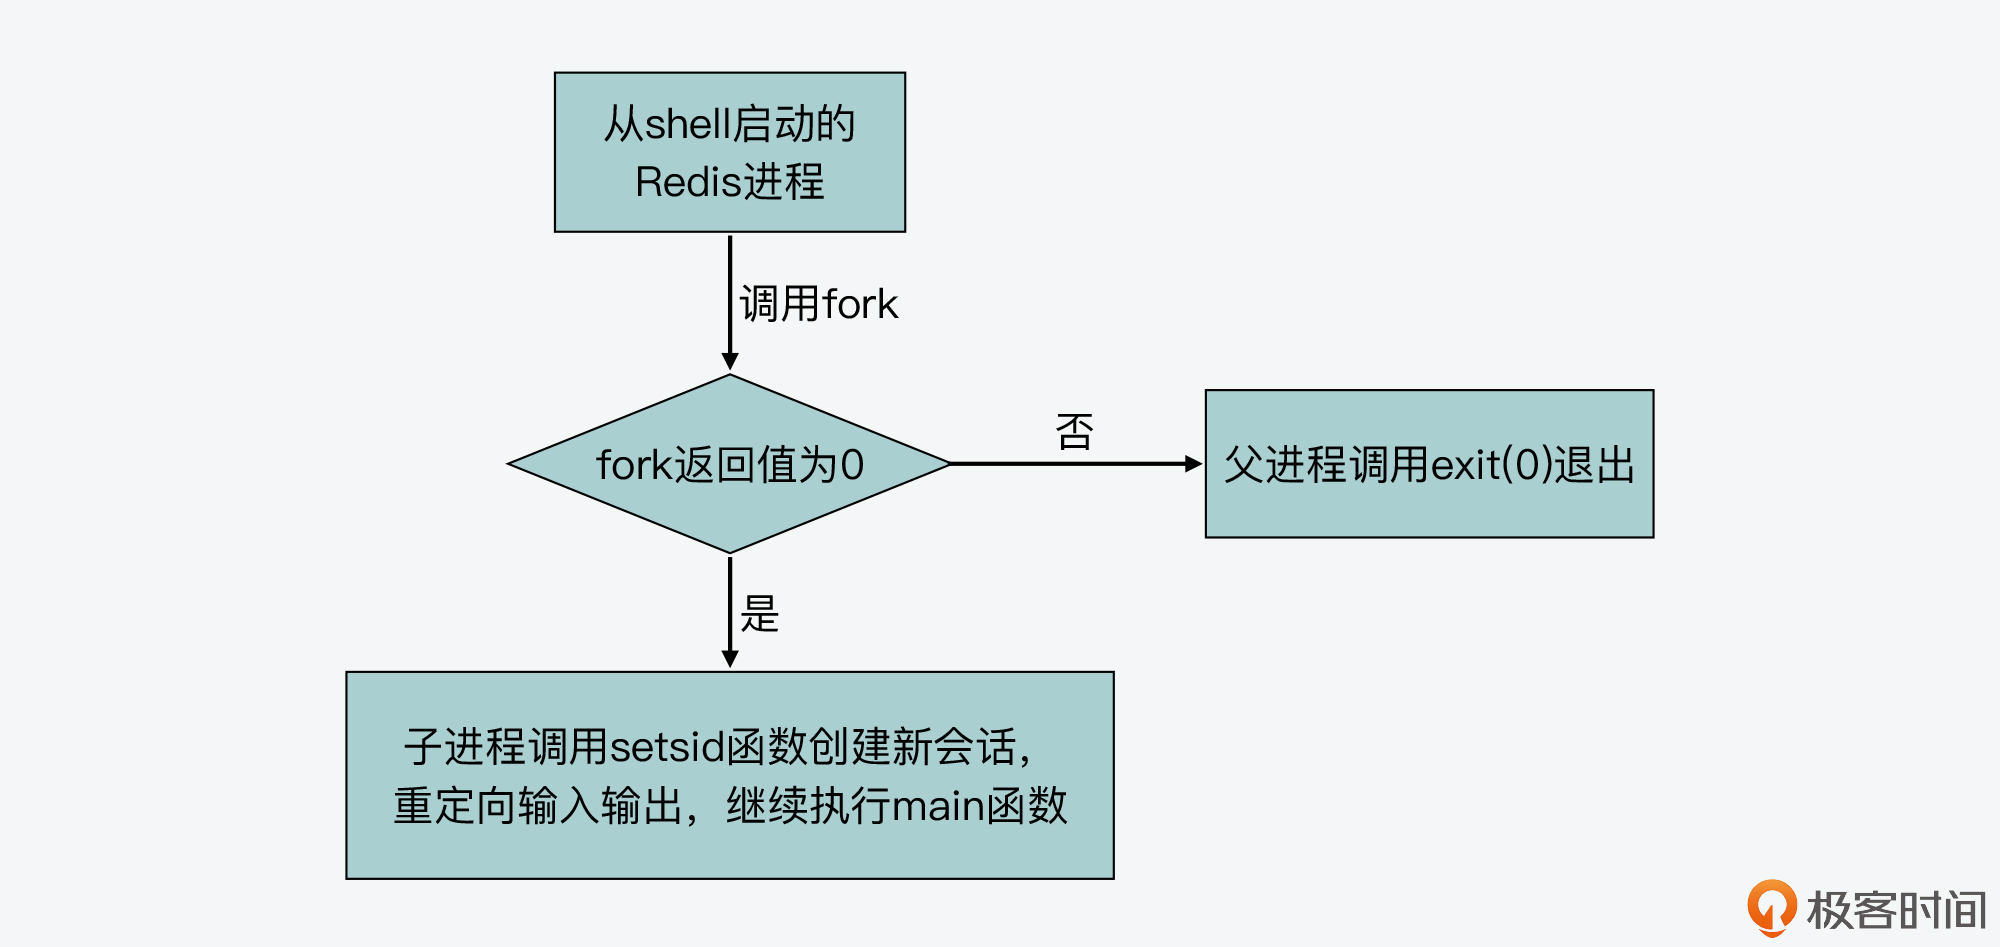 从shell启动的
Redis进程
调用fork
fork返回值为0
否
父进程调用exit(0)退出
是
子进程调用setsid函数创建新会话，
重定向输入输出，继续执行main函数
极客时间